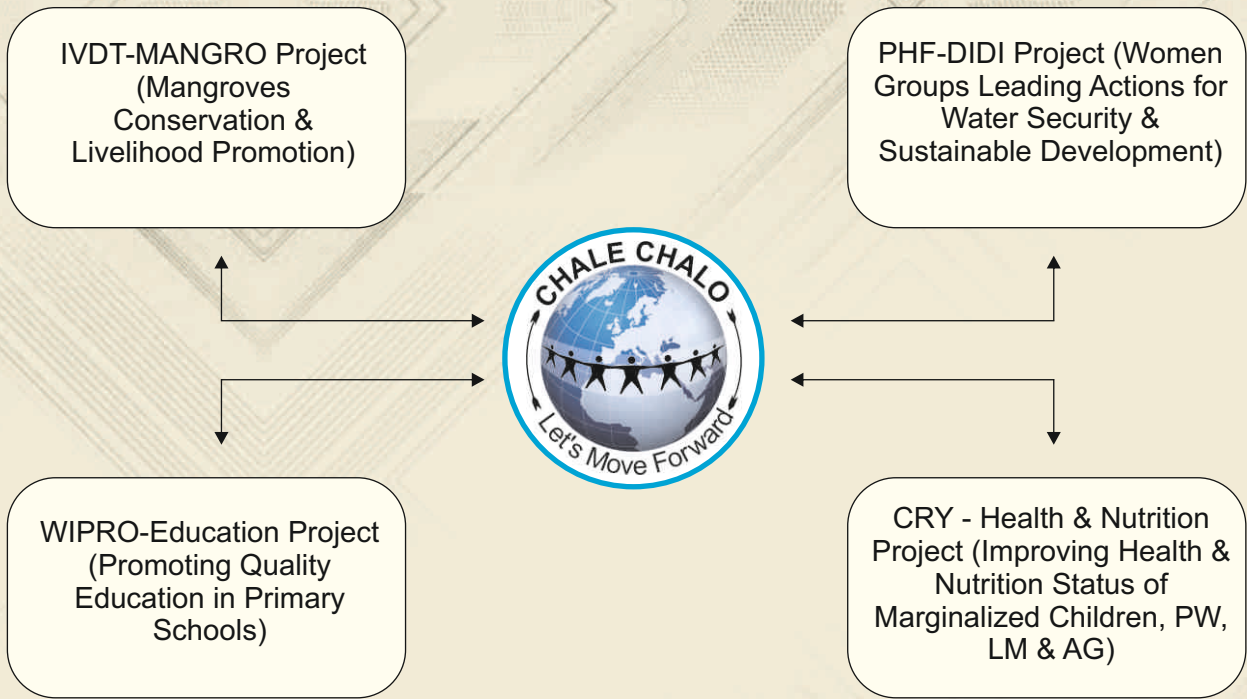 IVDT-MANGRO Project
(Mangroves
Conservation &
Livelihood Promotion)
PHF-DIDI Project (Women
Groups Leading Actions for
Water Security &
Sustainable Development)
CHALE CHALO
Let's Move Forward
WIPRO-Education Project
(Promoting Quality
Education in Primary
Schools)
CRY - Health & Nutrition
Project (Improving Health &
Nutrition Status of
Marginalized Children, PW,
LM & AG)